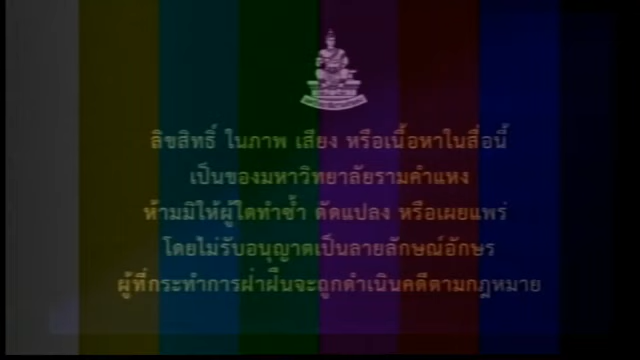 ลิขสิทธิ์ ในภาพ เสียง หรือเนื้อหาในสื่อนี้
เป็นของมหาวิทยาลัยรามคำแหง
ห้ามมิให้ผู้ใดทำซ้ำ ดัดแปลง หรือเผยแพร่
โดยไม่รับอนุญาตเป็นลายลักษณ์อักษร
ผู้ที่กระทำการฝ่าฝืนจะถูกดำเนินคดีตามกฎหมาย